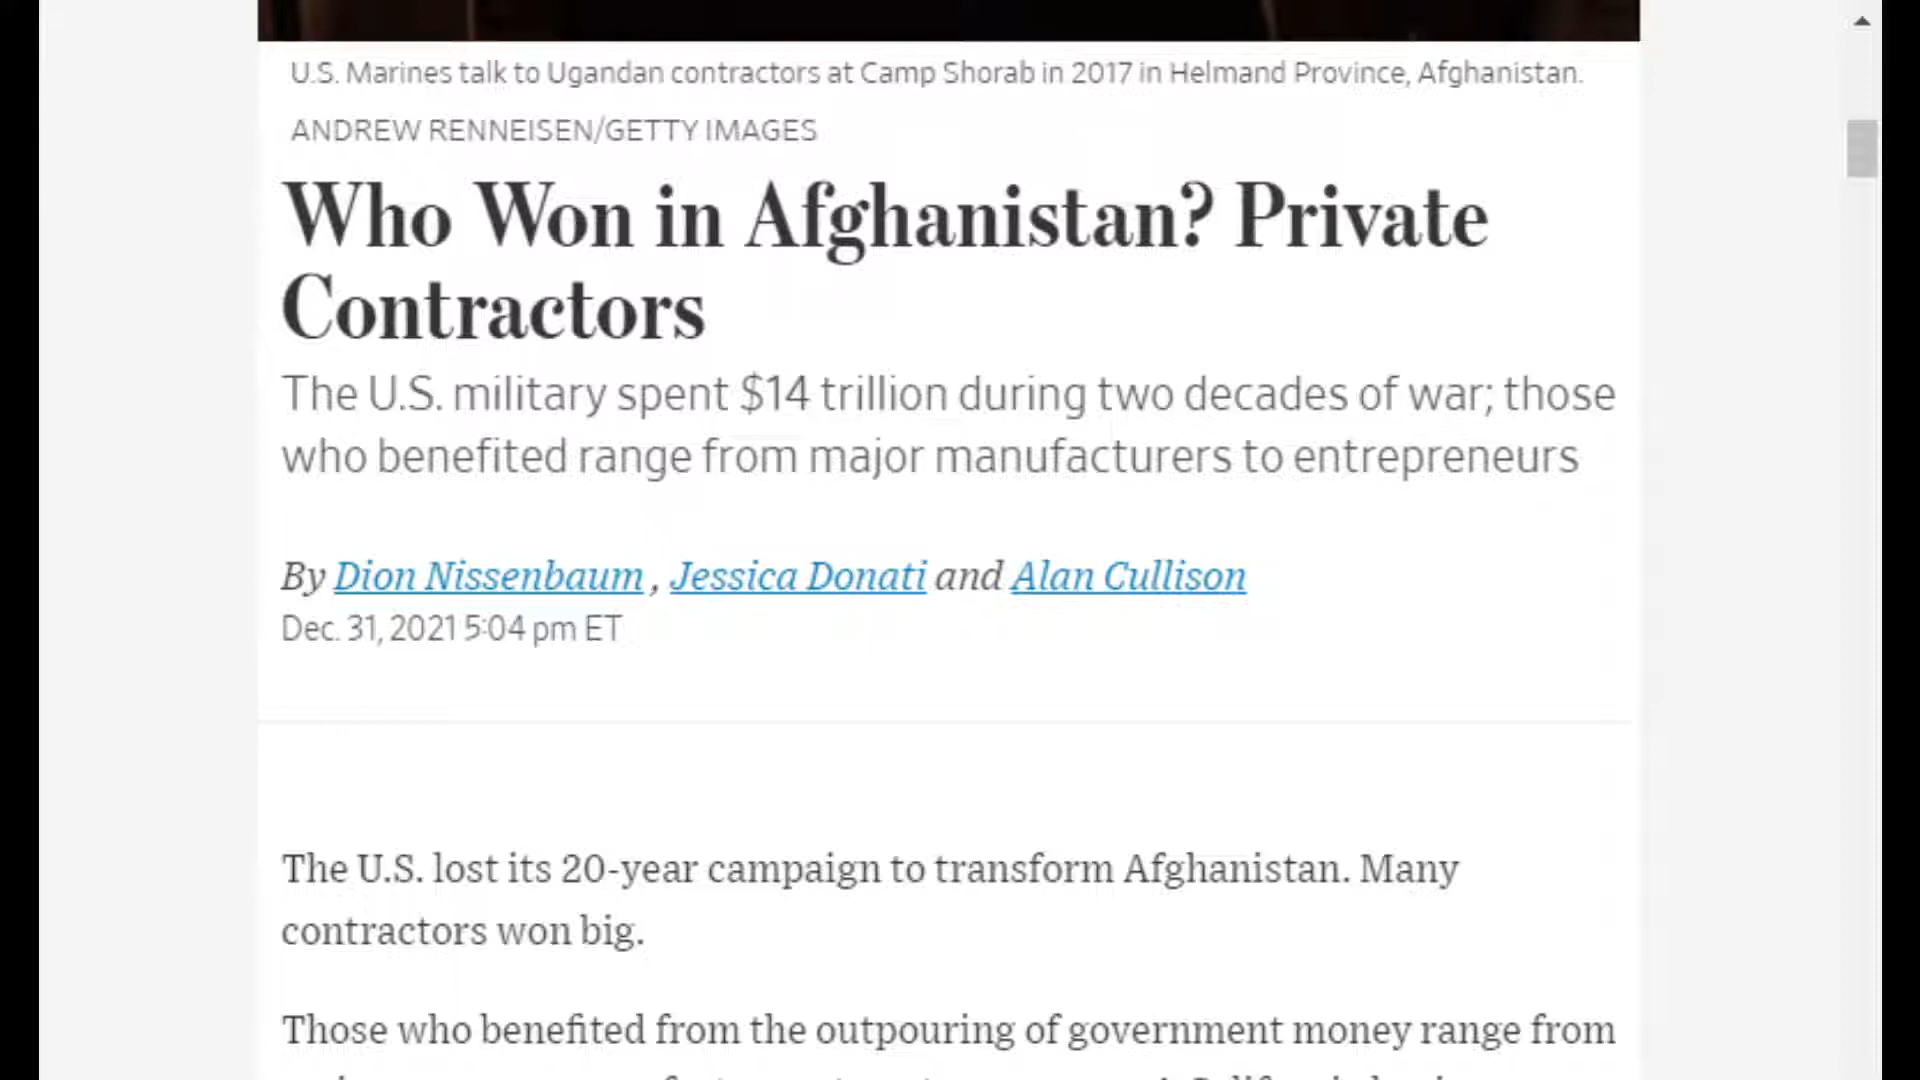 U.S. Marines talk to Ugandan contractors at Camp Shorab in 2017 in Helmand Province, Afghanistan.
ANDREW RENNEISEN/GETTY IMAGES
Who Won in Afghanistan? Private
Contractors
The U.S. military spent $14 trillion during two decades of war; those
who benefited range from major manufacturers to entrepreneurs
By Dion Nissenbaum , Jessica Donati and Alan Cullison
Dec. 31, 2021 5:04 pm ET
The U.S. lost its 20-year campaign to transform Afghanistan. Many
contractors won big.
Those who benefited from the outpouring of government money range from